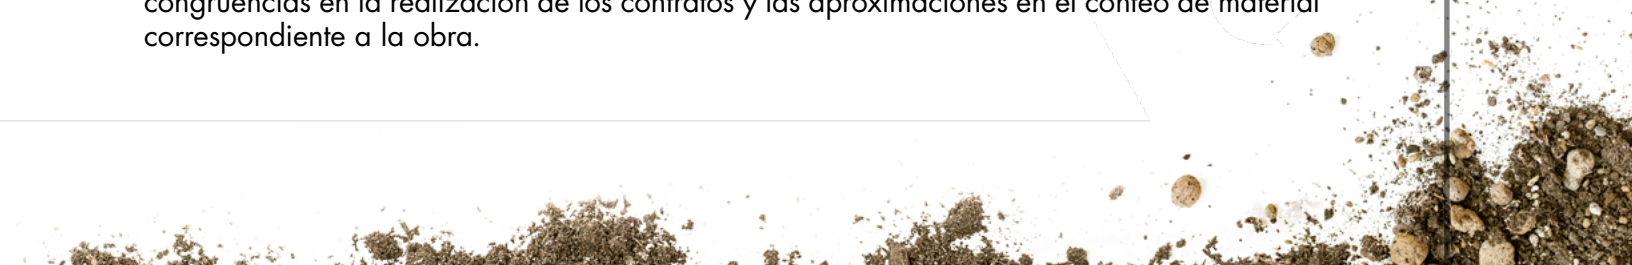 congruencias en la realización de los contratos y las aproximaciones en el conteo de material
correspondiente a la obra.